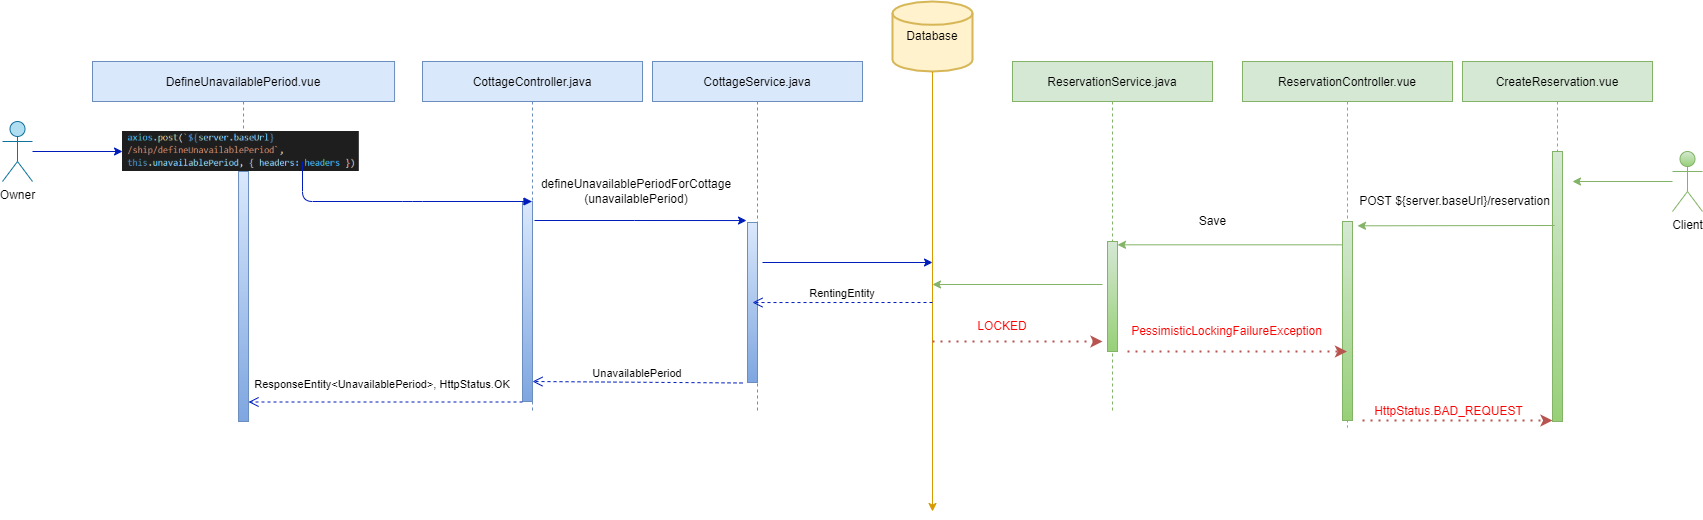 Database
DefineUnavailablePeriod.vue
CottageController.java
CottageService.java
ReservationService.java
ReservationController.vue
CreateReservation.vue
axios.post(`${server.baseUrl}
/ship/defineUnavailablePeriod`,
this.unavailablePeriod, { headers: headers })
Owner
defineUnavailablePeriodForCottage
(unavailablePeriod)
POST ${server.baseUrl}/reservation
Client
Save
RentingEntity
LOCKED
PessimisticLockingFailureException
UnavailablePeriod
ResponseEntity<UnavailablePeriod>, HttpStatus.OK
HttpStatus.BAD_REQUEST